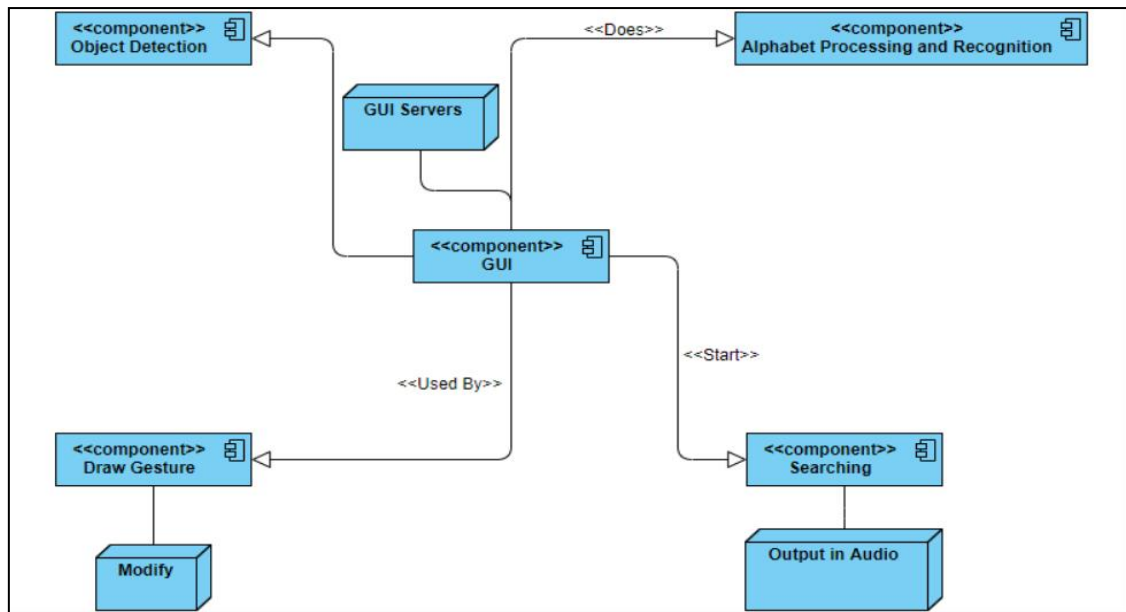 <<component>>
Object Detection
<<Does>>
<<component>>
Alphabet Processing and Recognition
GUI Servers
<<component>>
GUI
<<Start>>
<<Used By>>
<<component>>
Draw Gesture
<<component>>
Searching
Modify
Output in Audio